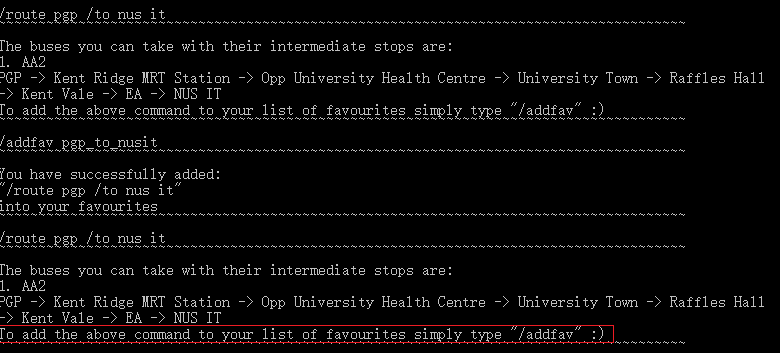 /route pgp /to nus it
~~~~~~~~~~~~~~~~~~~~~~~~~~~~~~~~~~~~~~~~~~~~~~~~~~~~~~~~~~~~~~~~~~~~~~~~~~~~~~~~~~~~~~
The buses you can take with their intermediate stops are:
1. AA2
PGP -> Kent Ridge MRT Station -> Opp University Health Centre -> University Town -> Raffles Hall
-> Kent Vale -> EA -> NUS IT
To add the above command to your list of favourites simply type "/addfav" :)
~~~~~~~~~~~~~~~~~~~~~~~~~~~~~~~~~~~~~~~~~~~~~~~~~~~~~~~~~~~~~~~~~~~~~~~~~~~~~~~~~~~~~~
/addfav pgp_to_nusit
~~~~~~~~~~~~~~~~~~~~~~~~~~~~~~~~~~~~~~~~~~~~~~~~~~~~~~~~~~~~~~~~~~~~~~~~~~~~~~~~~~~~~~
You have successfully added:
"/route pgp /to nus it"
into your favourites
~~~~~~~~~~~~~~~~~~~~~~~~~~~~~~~~~~~~~~~~~~~~~~~~~~~~~~~~~~~~~~~~~~~~~~~~~~~~~~~~~~~~~~
/route pgp /to nus it
~~~~~~~~~~~~~~~~~~~~~~~~~~~~~~~~~~~~~~~~~~~~~~~~~~~~~~~~~~~~~~~~~~~~~~~~~~~~~~~~~~~~~~
The buses you can take with their intermediate stops are:
1. AA2
PGP -> Kent Ridge MRT Station -> Opp University Health Centre -> University Town -> Raffles Hall
-> Kent Vale -> EA -> NUS IT
To add the above command to your list of favourites simply type "/addfav" :)
~~~~~~~~~~~~~~~~~~~~~~~~~~~~~~~~~~~~~~~~~~~~~~~~~~~~~~~~~~~~~~~~~~~~~~~~~~~~~~~~~~~~~~